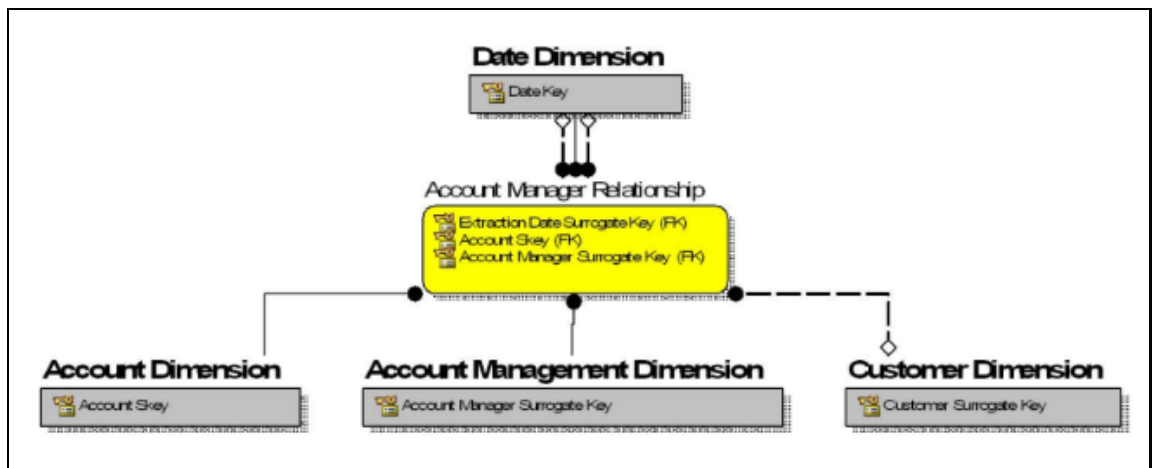 Date Dimension
Date Key
Account Manager Relationship
Extraction Date Surrogate Key (FK)
Account Skey (FK)
Account Manager Surrogate Key (FK)
Account Dimension
Account Management Dimension
Customer Dimension
Account Skey
Account Manager Surrogate Key
Customer Surrogate Key